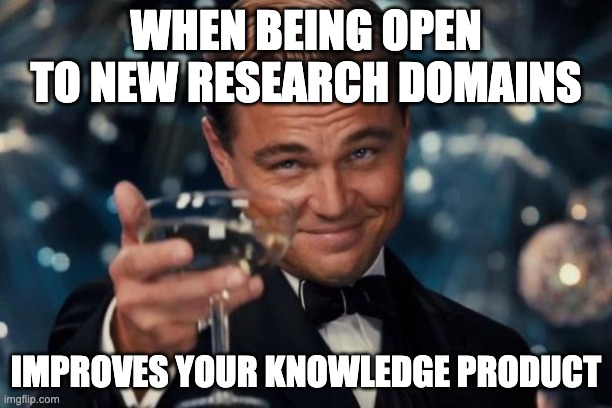 WHEN BEING OPEN
TO NEW RESEARCH DOMAINS
IMPROVES YOUR KNOWLEDGE PRODUCT
imgflip.com